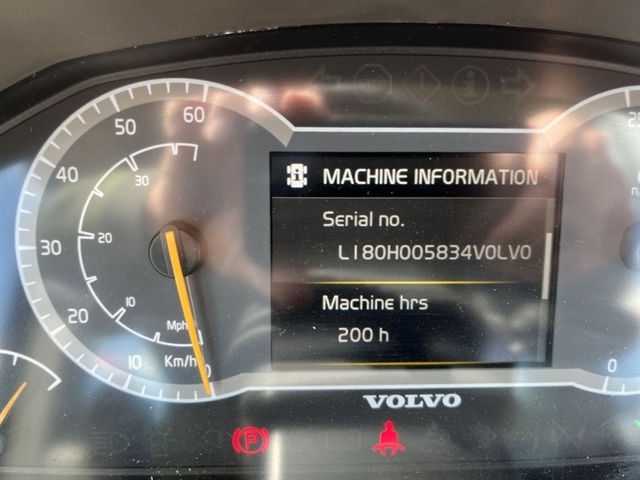 60
50
40
30
20
10
0
30
20
10
Mph
Km/h
MACHINE INFORMATION
Serial no.
L180H005834VOLVO
Machine hrs
200 h
VOLVO
P
0